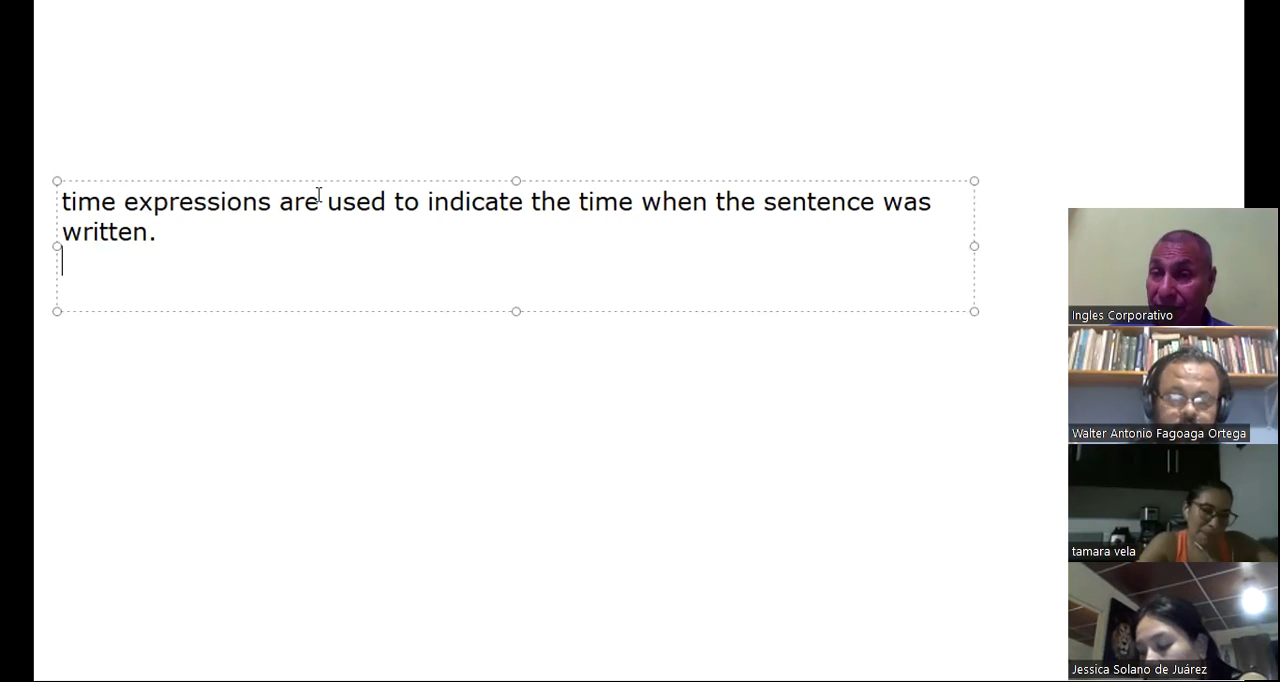 time expressions are used to indicate the time when the sentence was
written.
Ingles Corporativo
Walter Antonio Fagoaga Ortega
tamara vela
Jessica Solano de Juárez